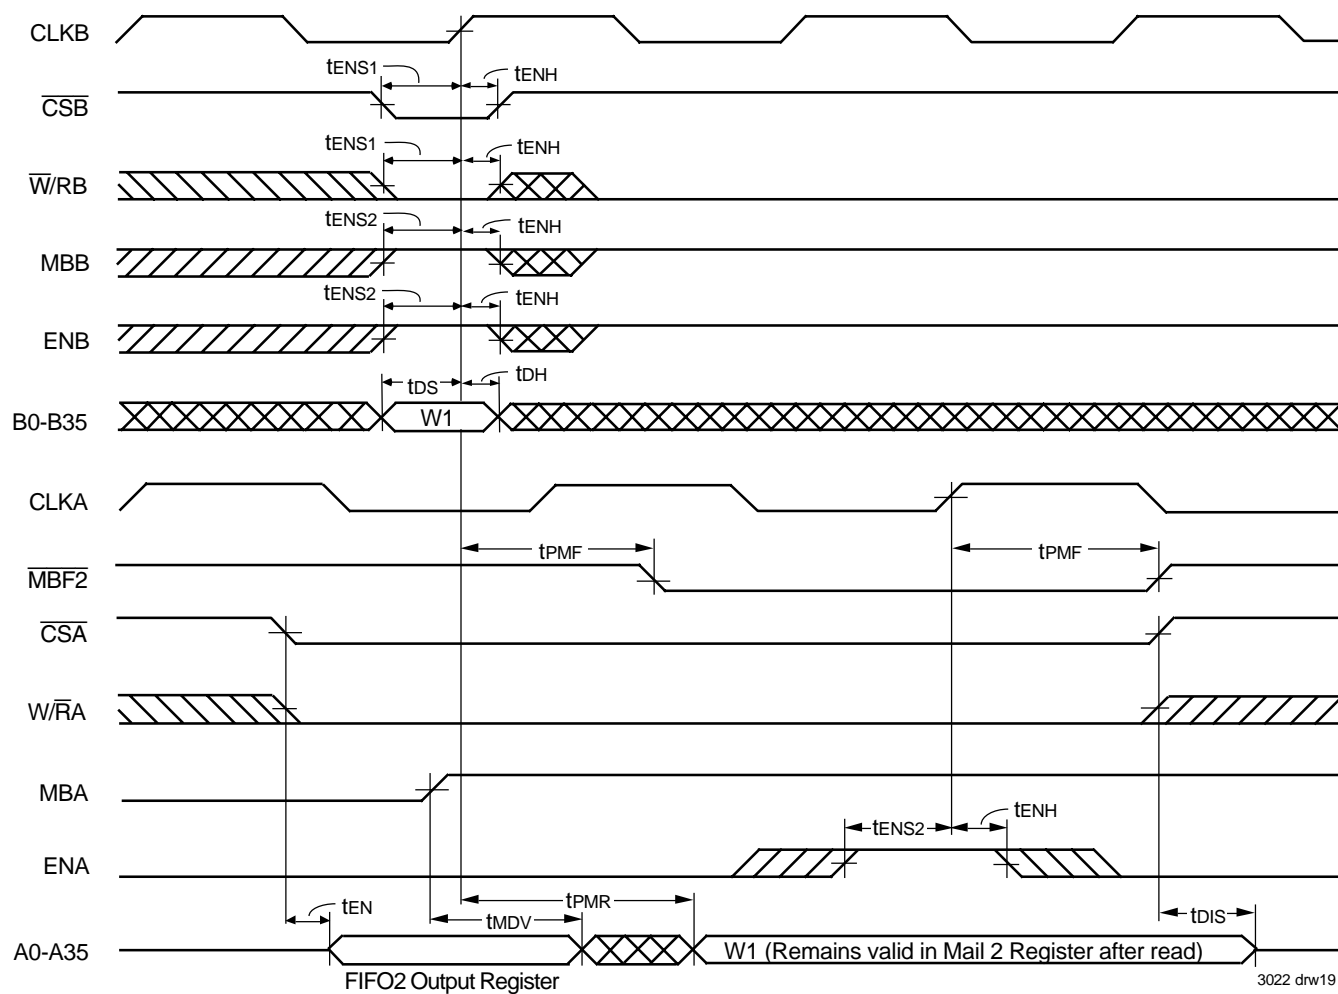 CLKB
tENS1
tENH
CSB
tENS1
tENH
W/RB
tENS2
tENH
MBB
tENS2
tENH
ENB
tDS
tDH
B0-B35
W1
CLKA
tPMF
tPMF
MBF2
CSA
W/RA
MBA
tENS2
tENH
ENA
tEN
tMDV
tPMR
tDIS
A0-A35
W1 (Remains valid in Mail 2 Register after read)
FIFO2 Output Register
3022 drw19